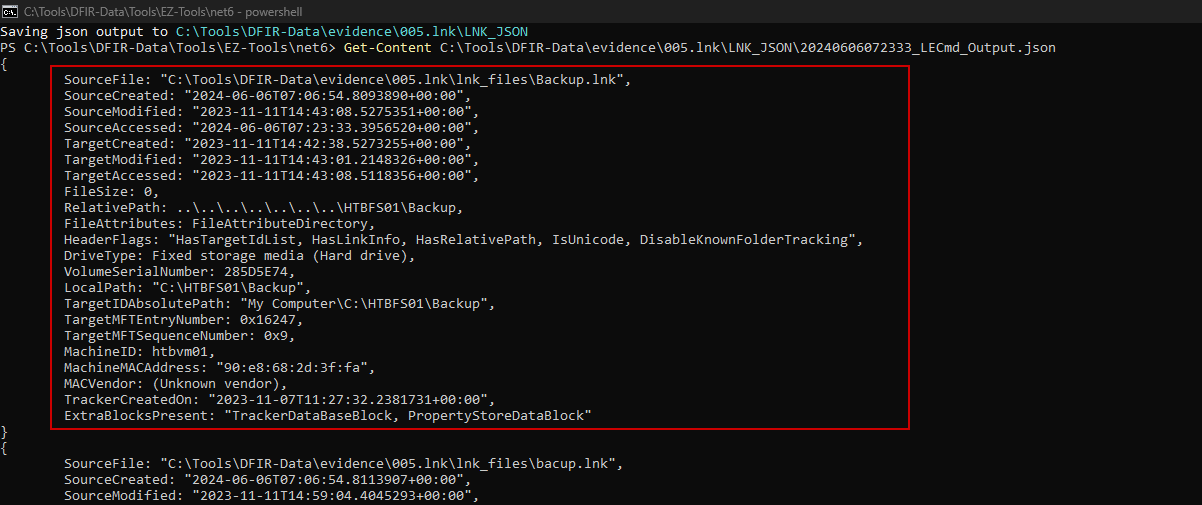 C:\Tools\DFIR-Data\Tools\EZ-Tools\net6 - powershell
Saving json output to C:\Tools\DFIR-Data\evidence\005.lnk\LNK_JSON
PS C:\Tools\DFIR-Data\Tools\EZ-Tools\net6> Get-Content C:\Tools\DFIR-Data\evidence\005.lnk\LNK_JSON\20240606072333_LECmd_Output.json
{
SourceFile: "C:\Tools\DFIR-Data\evidence\005.lnk\lnk_files\Backup.lnk",
SourceCreated: "2024-06-06T07:06:54.8093890+00:00",
SourceModified: "2023-11-11T14:43:08.5275351+00:00",
SourceAccessed: "2024-06-06T07:23:33.3956520+00:00",
TargetCreated: "2023-11-11T14:42:38.5273255+00:00",
TargetModified: "2023-11-11T14:43:01.2148326+00:00",
TargetAccessed: "2023-11-11T14:43:08.5118356+00:00",
FileSize: 0,
RelativePath: ..\..\..\..\..\..\..\HTBFS01\Backup,
FileAttributes: FileAttributeDirectory,
HeaderFlags: "HasTargetIdList, HasLinkInfo, HasRelativePath, IsUnicode, DisableKnownFolderTracking",
DriveType: Fixed storage media (Hard drive),
VolumeSerialNumber: 285D5E74,
LocalPath: "C:\HTBFS01\Backup",
TargetIDAbsolutePath: "My Computer\C:\HTBFS01\Backup",
TargetMFTEntryNumber: 0x16247,
TargetMFTSequenceNumber: 0x9,
MachineID: htbvm01,
MachineMACAddress: "90:e8:68:2d:3f:fa",
MACVendor: (Unknown vendor),
TrackerCreatedOn: "2023-11-07T11:27:32.2381731+00:00",
ExtraBlocksPresent: "TrackerDataBaseBlock, PropertyStoreDataBlock"
}
{
SourceFile: "C:\Tools\DFIR-Data\evidence\005.lnk\lnk_files\bacup.lnk",
SourceCreated: "2024-06-06T07:06:54.8113907+00:00",
SourceModified: "2023-11-11T14:59:04.4045293+00:00",